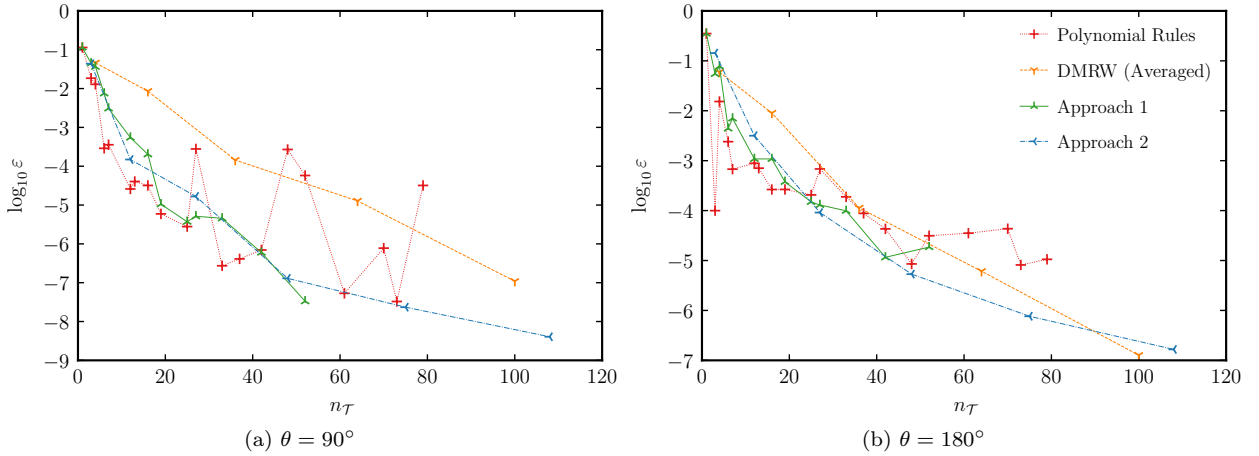 0
−1
−2
−3
−4
−5
−6
−7
−8
−9
log₁₀ ε
0 20 40 60 80 100 120
n_𝒯
(a) θ = 90°
0
−1
−2
−3
−4
−5
−6
−7
log₁₀ ε
0 20 40 60 80 100 120
n_𝒯
Polynomial Rules
DMRW (Averaged)
Approach 1
Approach 2
(b) θ = 180°